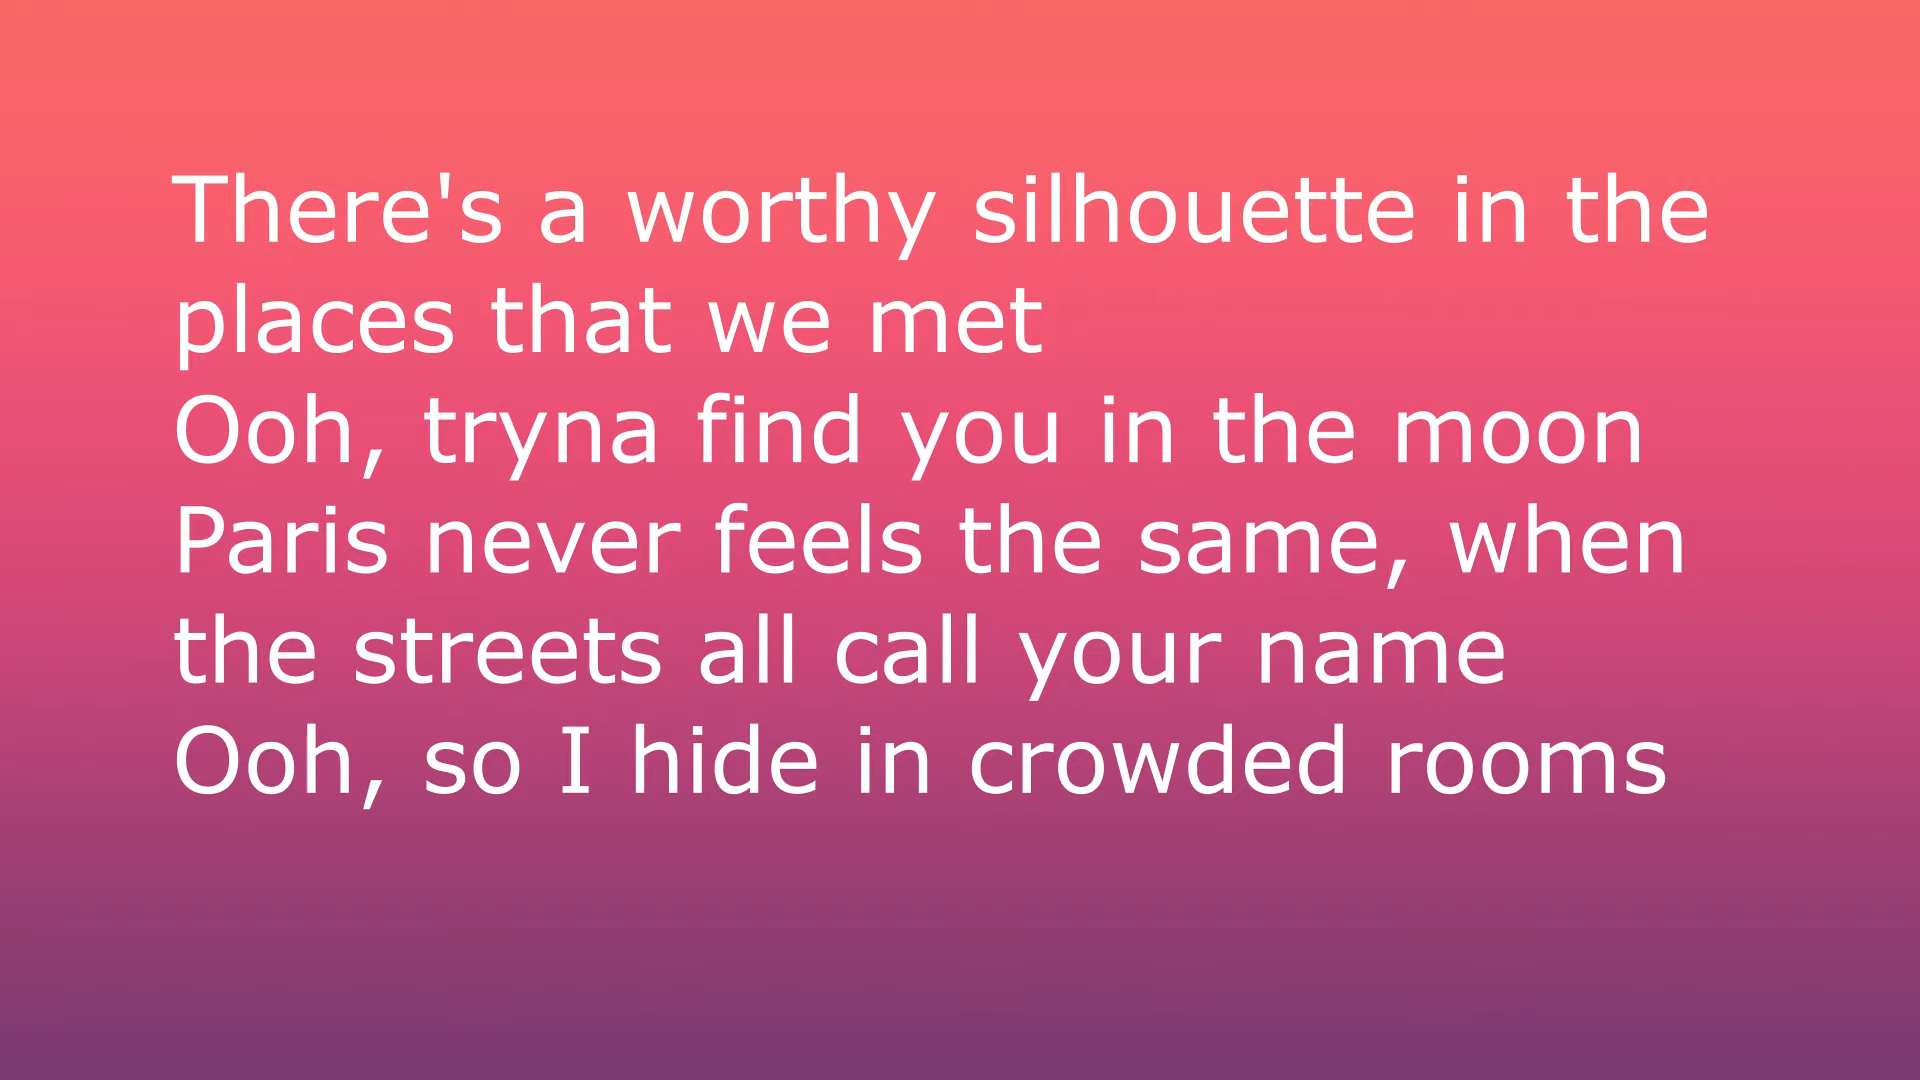 There's a worthy silhouette in the
places that we met
Ooh, tryna find you in the moon
Paris never feels the same, when
the streets all call your name
Ooh, so I hide in crowded rooms